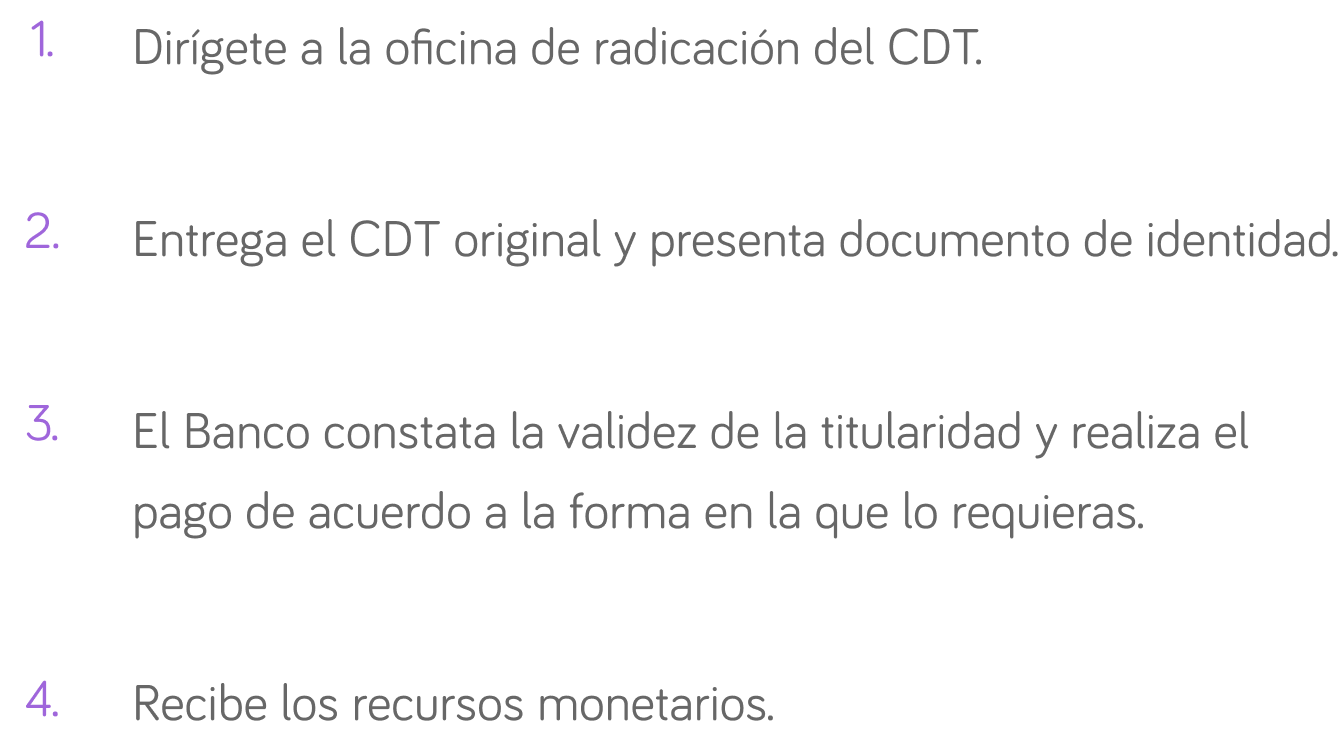 1. Dirígete a la oficina de radicación del CDT.
2. Entrega el CDT original y presenta documento de identidad.
3. El Banco constata la validez de la titularidad y realiza el
pago de acuerdo a la forma en la que lo requieras.
4. Recibe los recursos monetarios.